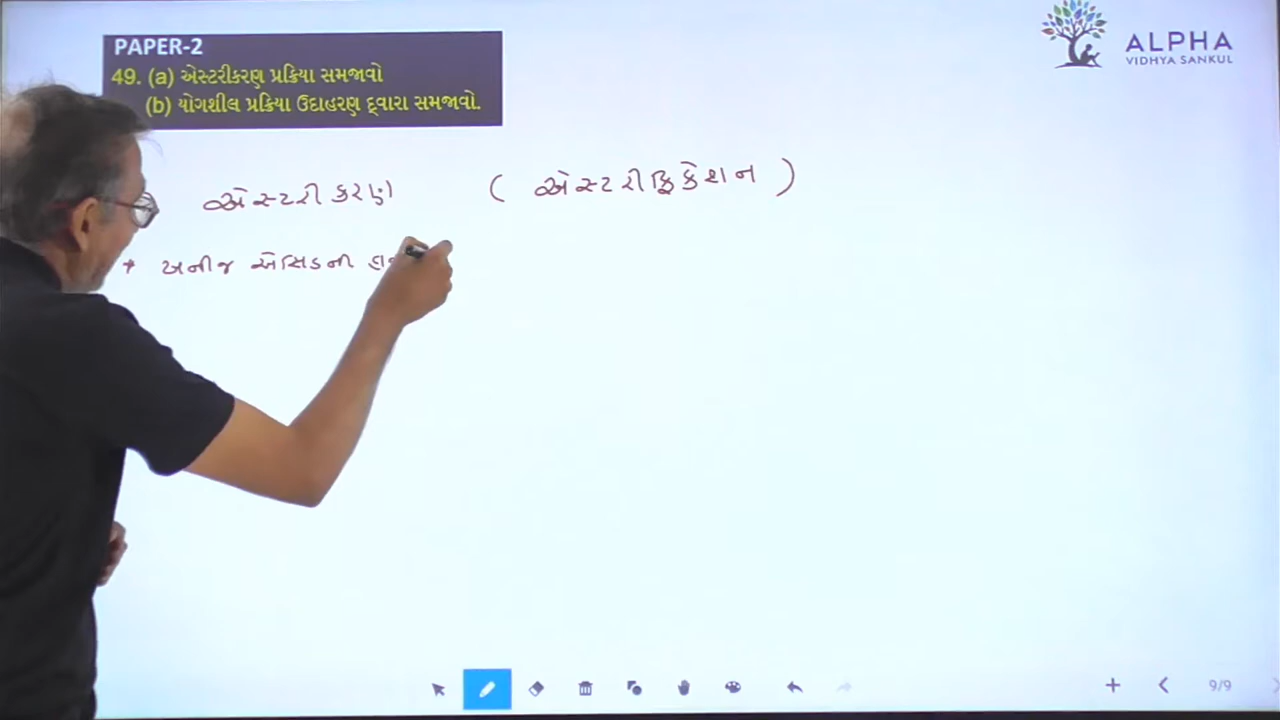 PAPER-2
49. (a) એસ્ટરીકરણ પ્રક્રિયા સમજાવો
(b) યોગશીલ પ્રક્રિયા ઉદાહરણ દ્વારા સમજાવો.
ALPHA
VIDHYA SANKUL
એસ્ટરીકરણ ( એસ્ટરીફિકેશન )
* ખનીજ એસિડની
9/9